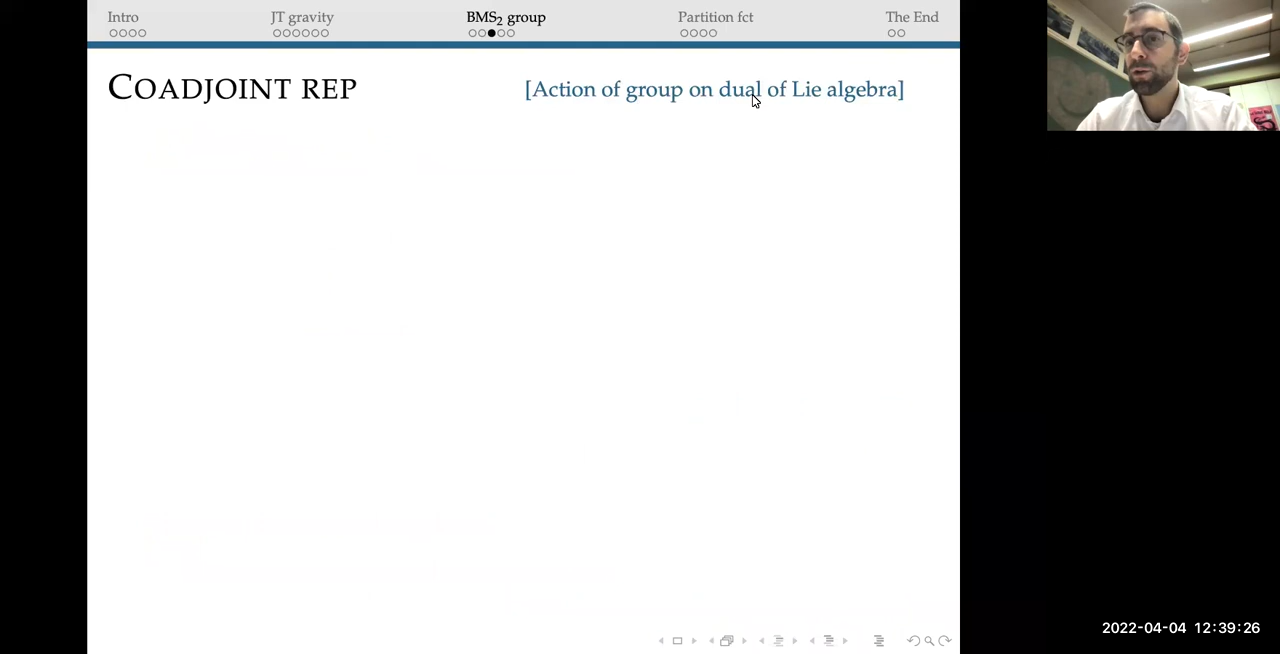 Intro JT gravity BMS₂ group Partition fct The End
COADJOINT REP [Action of group on dual of Lie algebra]
2022-04-04 12:39:26